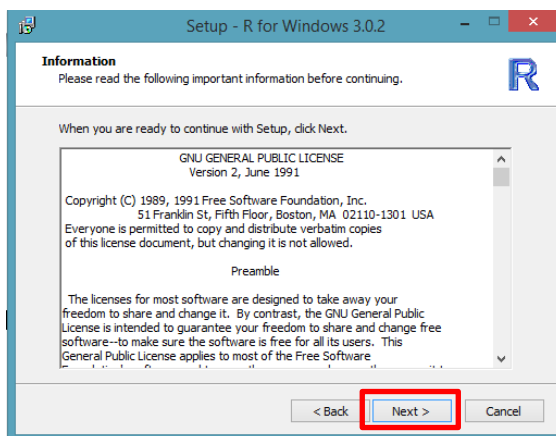 Setup - R for Windows 3.0.2
Information
Please read the following important information before continuing.
R
When you are ready to continue with Setup, click Next.
GNU GENERAL PUBLIC LICENSE
Version 2, June 1991
Copyright (C) 1989, 1991 Free Software Foundation, Inc.
51 Franklin St, Fifth Floor, Boston, MA 02110-1301 USA
Everyone is permitted to copy and distribute verbatim copies
of this license document, but changing it is not allowed.
Preamble
The licenses for most software are designed to take away your
freedom to share and change it. By contrast, the GNU General Public
License is intended to guarantee your freedom to share and change free
software--to make sure the software is free for all its users. This
General Public License applies to most of the Free Software
< Back
Next >
Cancel